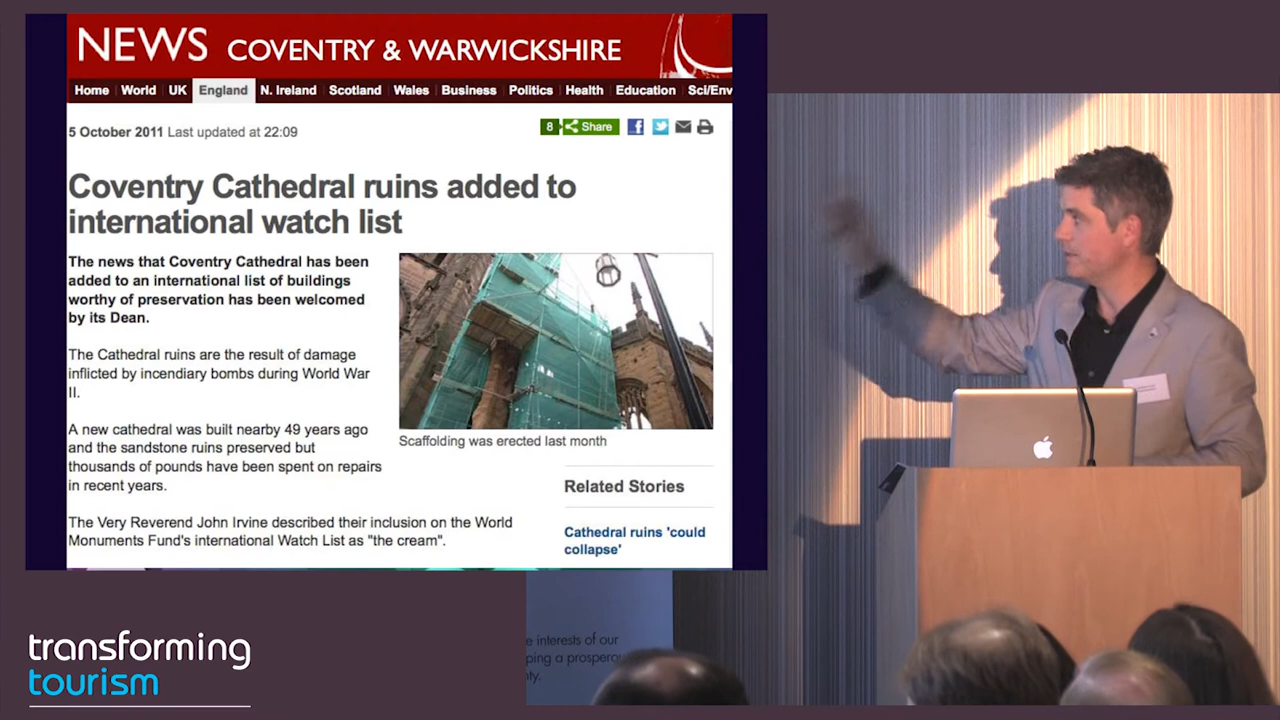 NEWS COVENTRY & WARWICKSHIRE
Home World UK England N. Ireland Scotland Wales Business Politics Health Education Sci/Env
5 October 2011 Last updated at 22:09
8 Share
Coventry Cathedral ruins added to
international watch list
The news that Coventry Cathedral has been
added to an international list of buildings
worthy of preservation has been welcomed
by its Dean.
The Cathedral ruins are the result of damage
inflicted by incendiary bombs during World War
II.
A new cathedral was built nearby 49 years ago
and the sandstone ruins preserved but
thousands of pounds have been spent on repairs
in recent years.
The Very Reverend John Irvine described their inclusion on the World
Monuments Fund's international Watch List as "the cream".
Scaffolding was erected last month
Related Stories
Cathedral ruins 'could
collapse'
e interests of our
ping a prospero
ty.
transforming
tourism